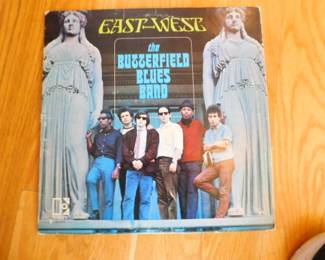 EAST-WEST
the
BUTTERFIELD
BLUES
BAND